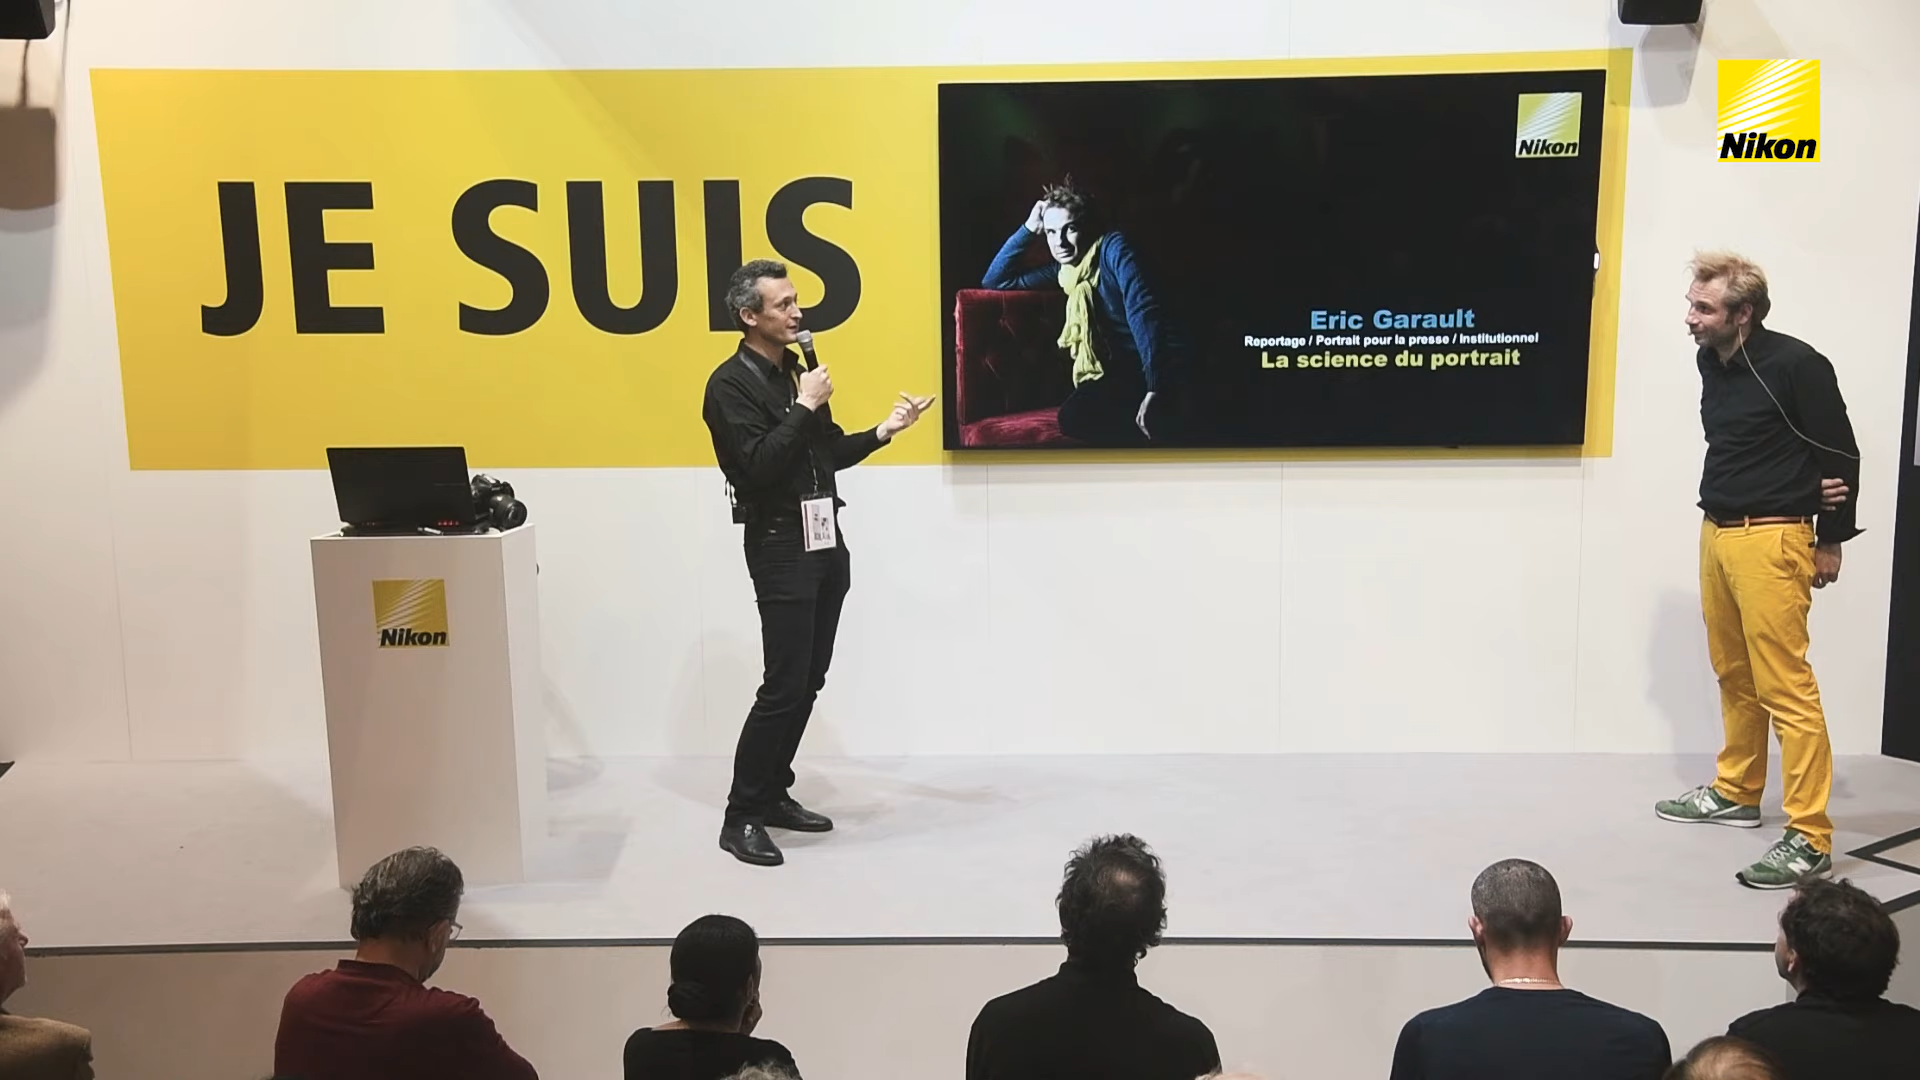 JE SUIS
Nikon
Nikon
Eric Garault
Reportage / Portrait pour la presse / Institutionnel
La science du portrait
Nikon
N
N